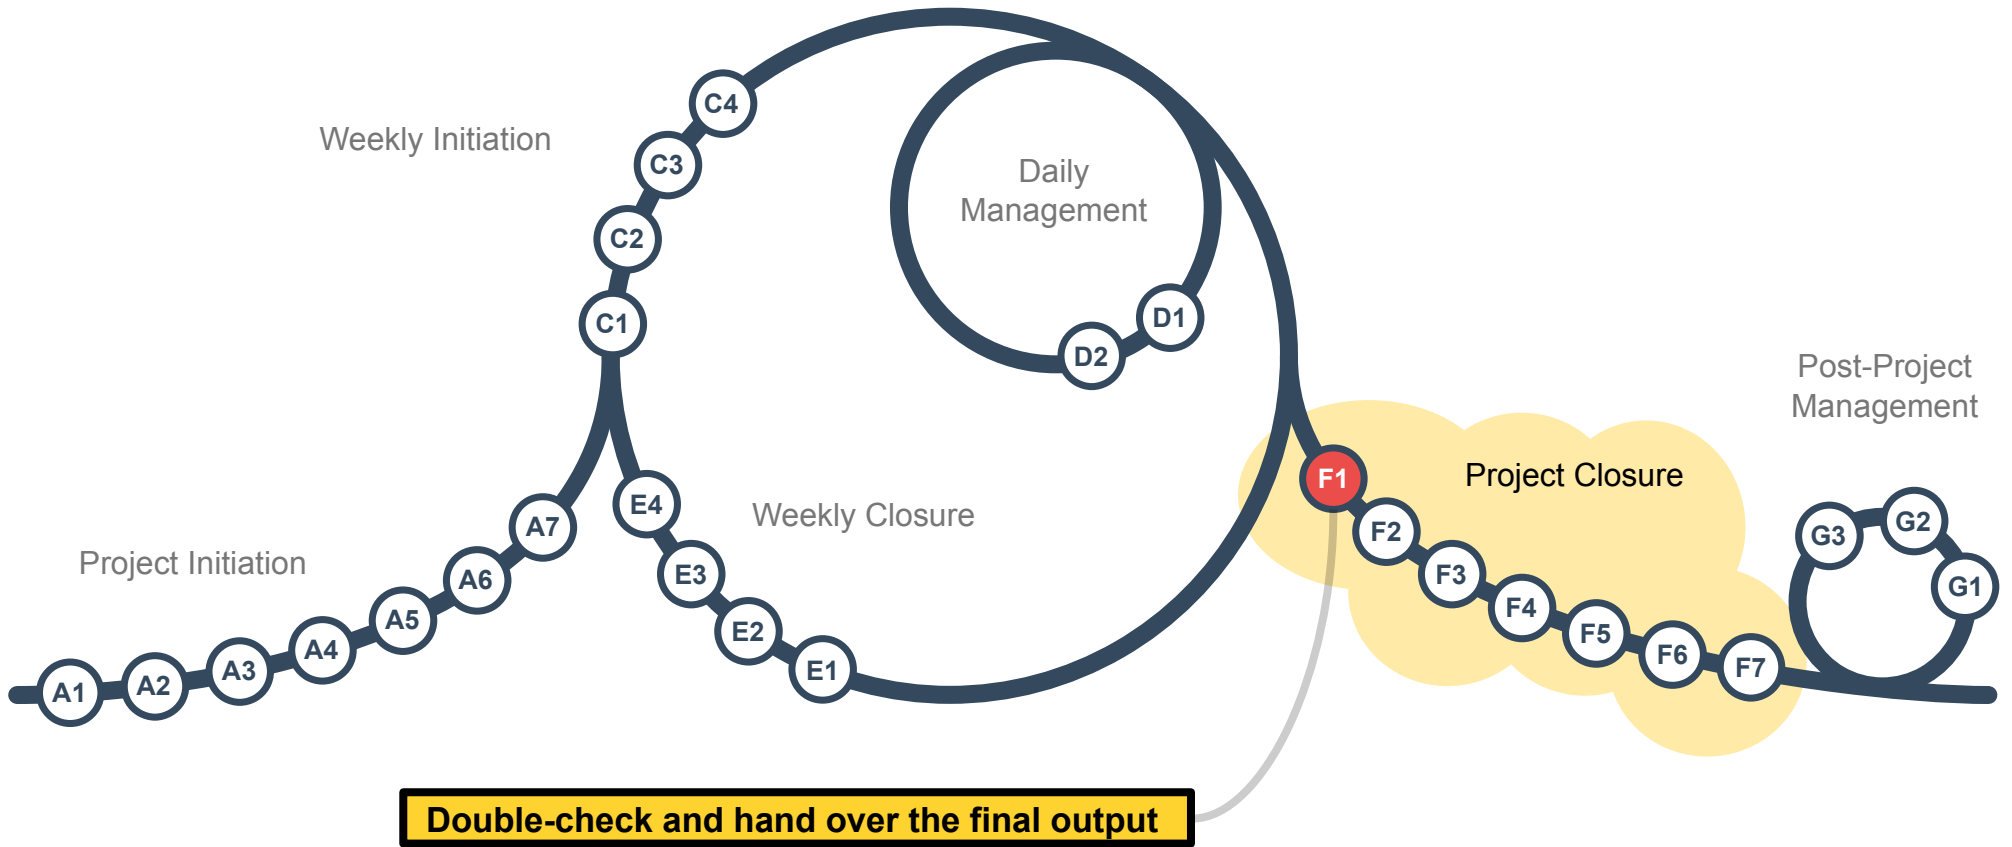 C4
Weekly Initiation
C3
Daily
Management
C2
C1
D1
D2
Post-Project
Management
Project Closure
F1
E4
Weekly Closure
A7
F2
G3
G2
Project Initiation
A6
E3
F3
G1
A5
E2
F4
F5
A4
A3
E1
F6
F7
A2
A1
Double-check and hand over the final output